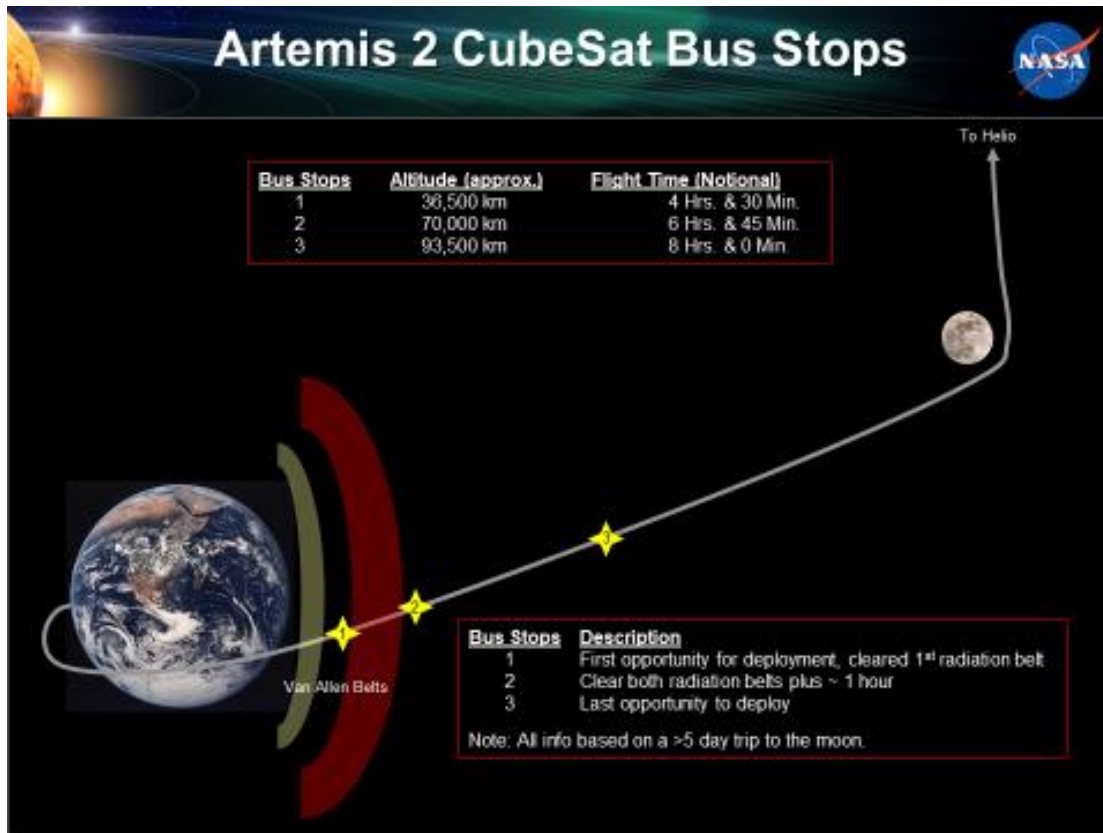 Artemis 2 CubeSat Bus Stops
NASA
To Helio
Bus Stops Altitude (approx.) Flight Time (Notional)
1 36,500 km 4 Hrs. & 30 Min.
2 70,000 km 6 Hrs. & 45 Min.
3 93,500 km 8 Hrs. & 0 Min.
3
2
1
Van Allen Belts
Bus Stops Description
1 First opportunity for deployment, cleared 1st radiation belt
2 Clear both radiation belts plus ~ 1 hour
3 Last opportunity to deploy
Note: All info based on a >5 day trip to the moon.